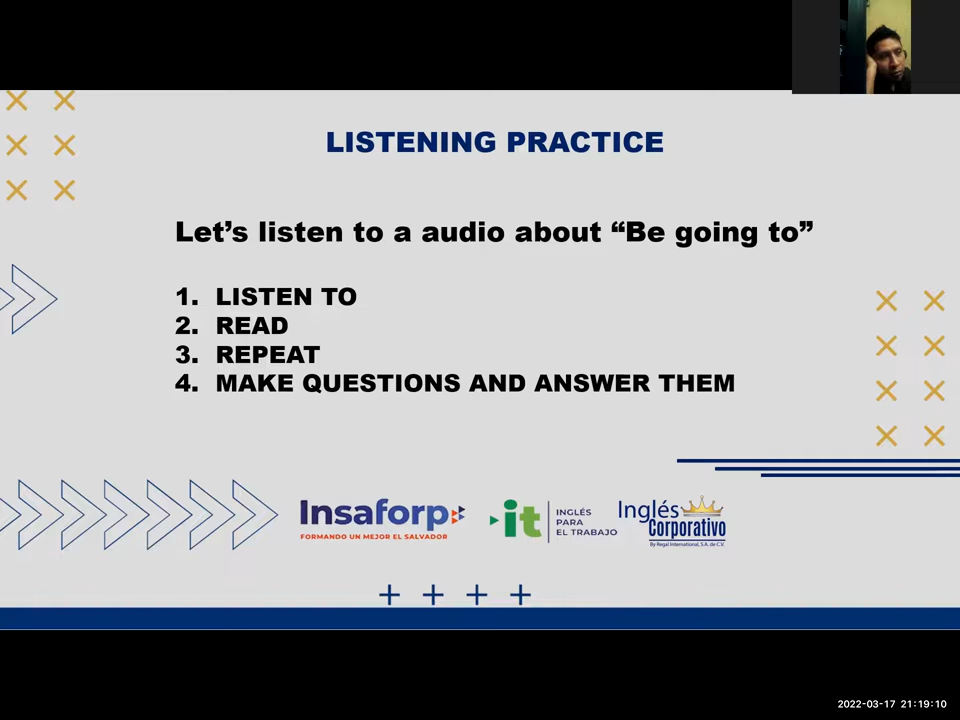 LISTENING PRACTICE
Let’s listen to a audio about “Be going to”
1. LISTEN TO
2. READ
3. REPEAT
4. MAKE QUESTIONS AND ANSWER THEM
Insaforp
FORMANDO UN MEJOR EL SALVADOR
it
INGLÉS
PARA
EL TRABAJO
Inglés
Corporativo
By Regal International, S.A. de C.V.
2022-03-17 21:19:10